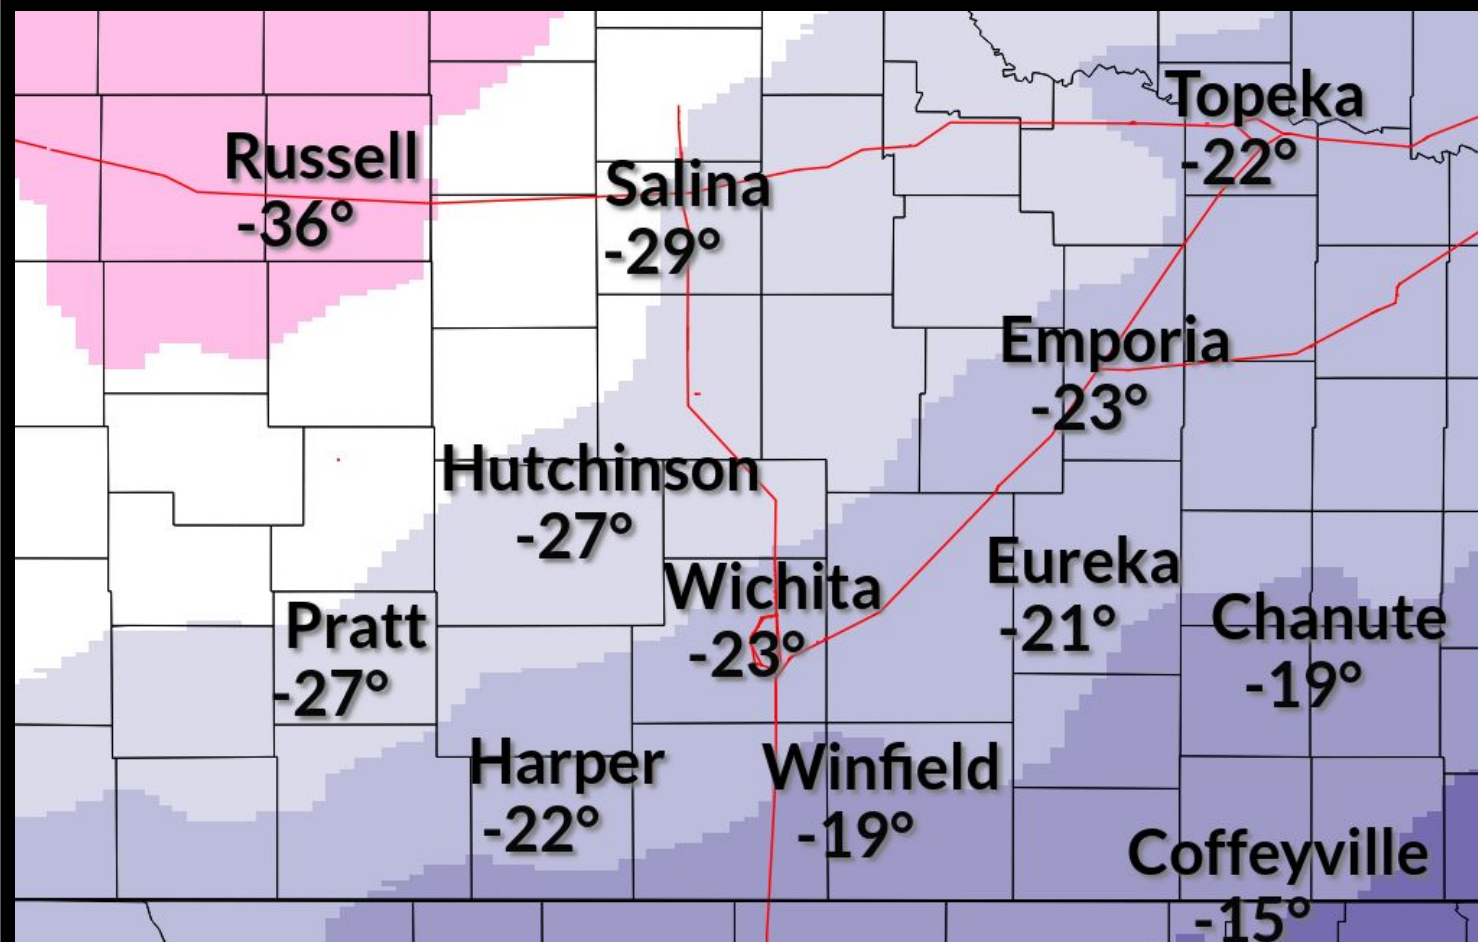 Topeka
-22°
Russell
-36°
Salina
-29°
Emporia
-23°
Hutchinson
-27°
Wichita
-23°
Eureka
-21°
Chanute
-19°
Pratt
-27°
Harper
-22°
Winfield
-19°
Coffeyville
-15°